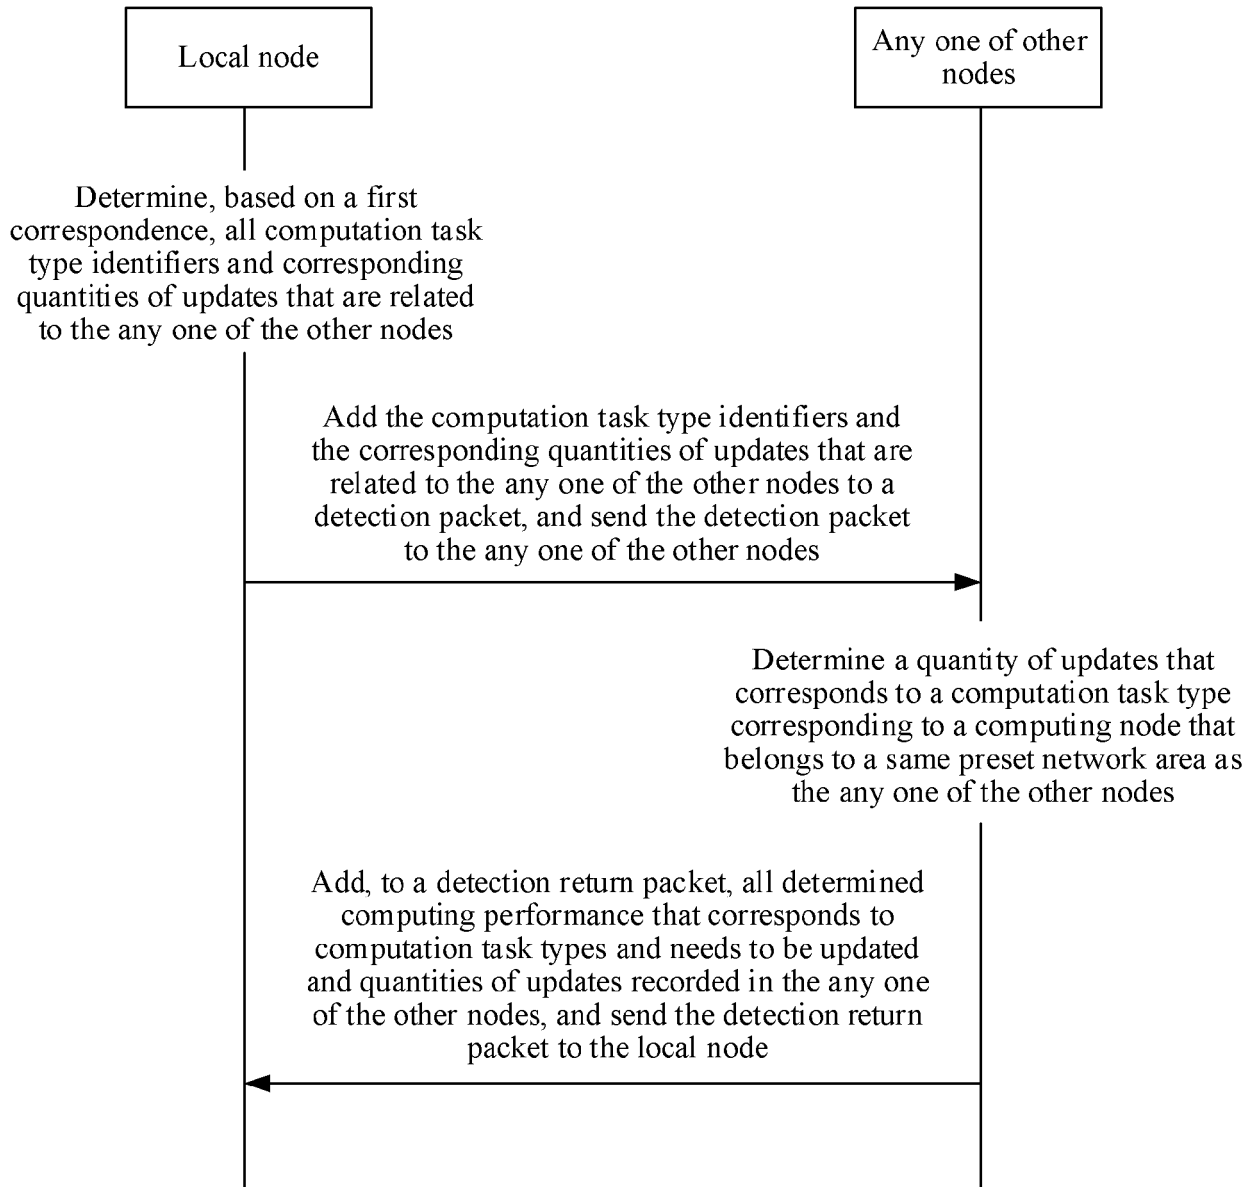 Local node
Any one of other
nodes
Determine, based on a first
correspondence, all computation task
type identifiers and corresponding
quantities of updates that are related
to the any one of the other nodes
Add the computation task type identifiers and
the corresponding quantities of updates that are
related to the any one of the other nodes to a
detection packet, and send the detection packet
to the any one of the other nodes
Determine a quantity of updates that
corresponds to a computation task type
corresponding to a computing node that
belongs to a same preset network area as
the any one of the other nodes
Add, to a detection return packet, all determined
computing performance that corresponds to
computation task types and needs to be updated
and quantities of updates recorded in the any one
of the other nodes, and send the detection return
packet to the local node